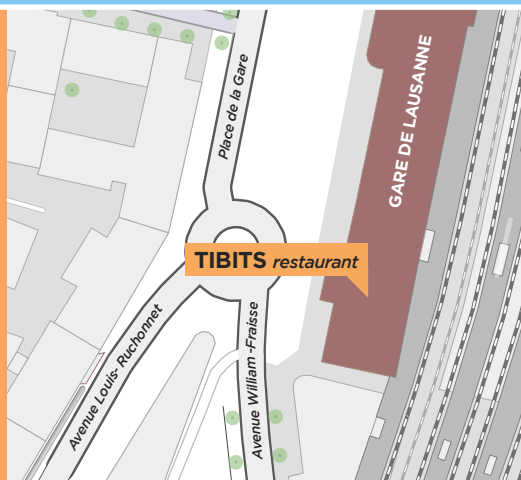 Place de la Gare
GARE DE LAUSANNE
TIBITS restaurant
Avenue Louis-Ruchonnet
Avenue William-Fraisse